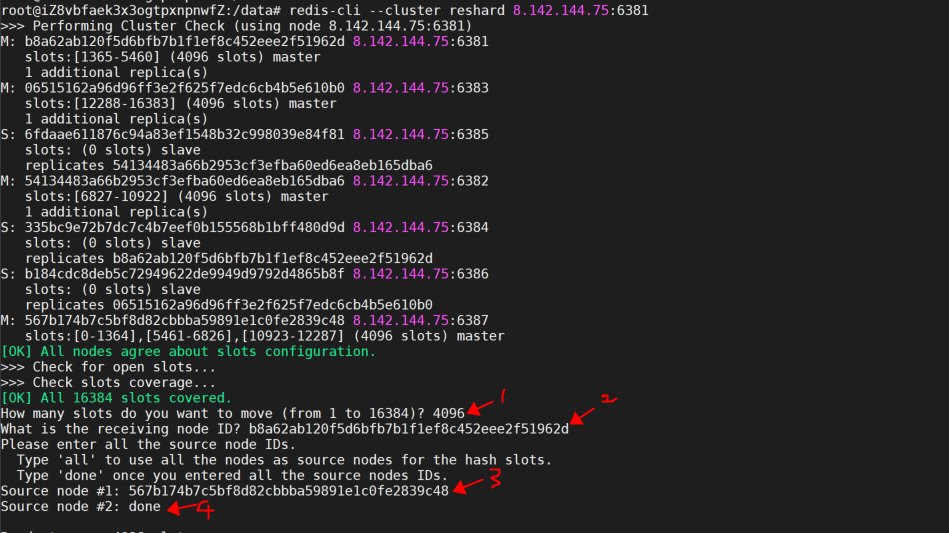 root@iZ8vbfaek3x3ogtpxnpnwfZ:/data# redis-cli --cluster reshard 8.142.144.75:6381
>>> Performing Cluster Check (using node 8.142.144.75:6381)
M: b8a62ab120f5d6bfb7b1f1ef8c452eee2f51962d 8.142.144.75:6381
slots:[1365-5460] (4096 slots) master
1 additional replica(s)
M: 06515162a96d96ff3e2f625f7edc6cb4b5e610b0 8.142.144.75:6383
slots:[12288-16383] (4096 slots) master
1 additional replica(s)
S: 6fdaae611876c94a83ef1548b32c998039e84f81 8.142.144.75:6385
slots: (0 slots) slave
replicates 54134483a66b2953cf3efba60ed6ea8eb165dba6
M: 54134483a66b2953cf3efba60ed6ea8eb165dba6 8.142.144.75:6382
slots:[6827-10922] (4096 slots) master
1 additional replica(s)
S: 335bc9e72b7dc7c4b7eef0b155568b1bff480d9d 8.142.144.75:6384
slots: (0 slots) slave
replicates b8a62ab120f5d6bfb7b1f1ef8c452eee2f51962d
S: b184cdc8deb5c72949622de9949d9792d4865b8f 8.142.144.75:6386
slots: (0 slots) slave
replicates 06515162a96d96ff3e2f625f7edc6cb4b5e610b0
M: 567b174b7c5bf8d82cbbba59891e1c0fe2839c48 8.142.144.75:6387
slots:[0-1364],[5461-6826],[10923-12287] (4096 slots) master
[OK] All nodes agree about slots configuration.
>>> Check for open slots...
>>> Check slots coverage...
[OK] All 16384 slots covered.
How many slots do you want to move (from 1 to 16384)? 4096 1
What is the receiving node ID? b8a62ab120f5d6bfb7b1f1ef8c452eee2f51962d 2
Please enter all the source node IDs.
Type 'all' to use all the nodes as source nodes for the hash slots.
Type 'done' once you entered all the source nodes IDs.
Source node #1: 567b174b7c5bf8d82cbbba59891e1c0fe2839c48 3
Source node #2: done 4